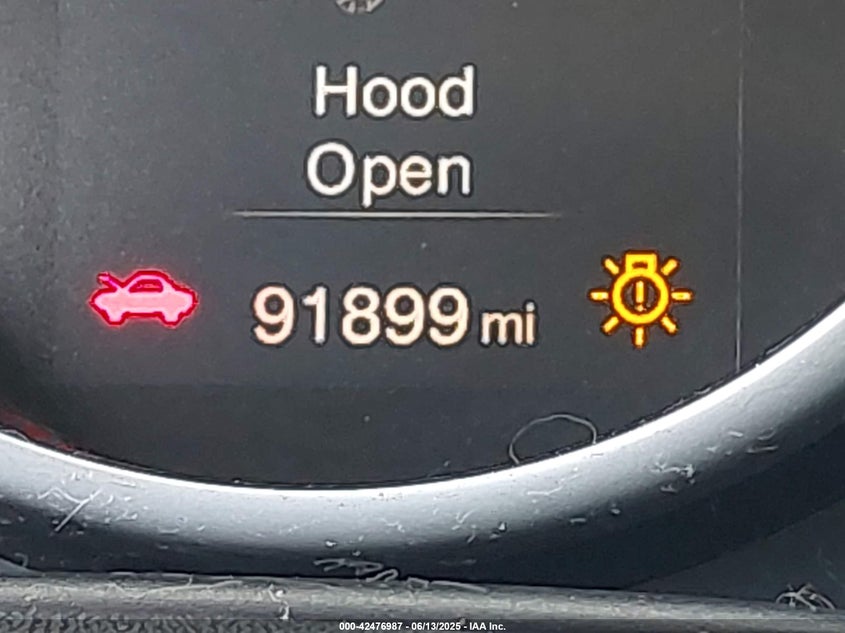 Hood
Open
91899 mi
000-42476987 - 06/13/2025 - IAA Inc.